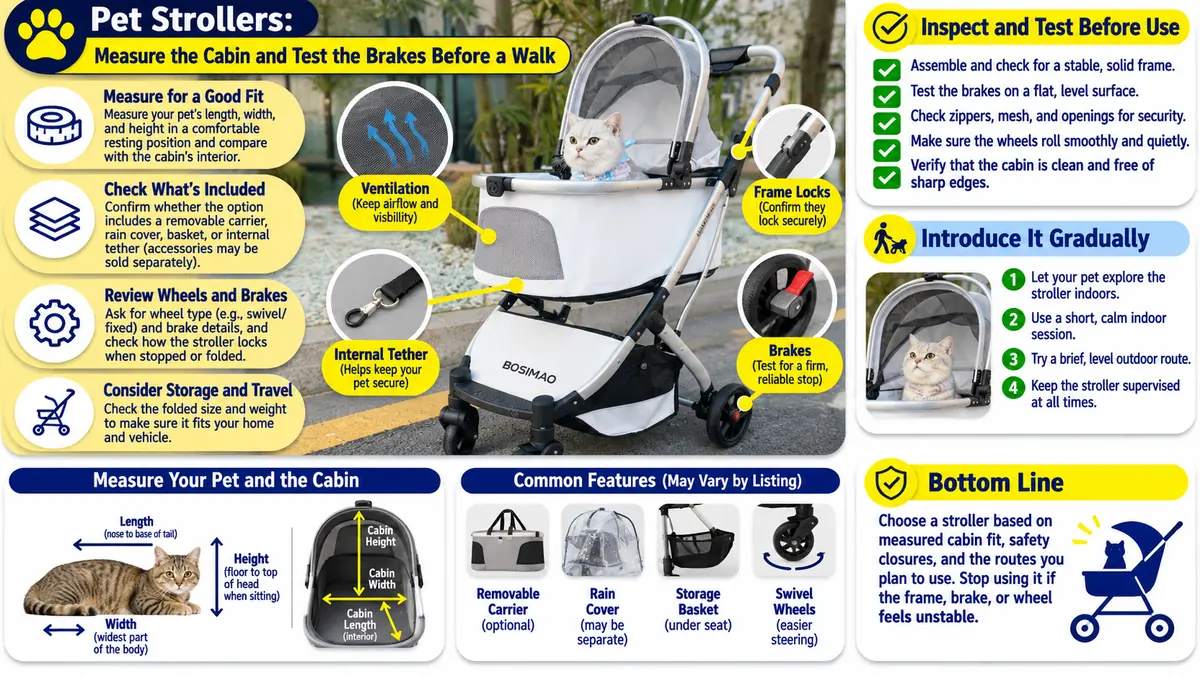 Pet Strollers:
Measure the Cabin and Test the Brakes Before a Walk
Measure for a Good Fit
Measure your pet's length, width,
and height in a comfortable
resting position and compare
with the cabin's interior.
Check What's Included
Confirm whether the option
includes a removable carrier,
rain cover, basket, or internal
tether (accessories may be
sold separately).
Review Wheels and Brakes
Ask for wheel type (e.g., swivel/
fixed) and brake details, and
check how the stroller locks
when stopped or folded.
Consider Storage and Travel
Check the folded size and weight
to make sure it fits your home
and vehicle.
Ventilation
(Keep airflow and
visbillity)
Internal Tether
(Helps keep your
pet secure)
Frame Locks
(Confirm they
lock securely)
Brakes
(Test for a firm,
reliable stop)
BOSIMAO
Inspect and Test Before Use
Assemble and check for a stable, solid frame.
Test the brakes on a flat, level surface.
Check zippers, mesh, and openings for security.
Make sure the wheels roll smoothly and quietly.
Verify that the cabin is clean and free of
sharp edges.
Introduce It Gradually
1 Let your pet explore the
stroller indoors.
2 Use a short, calm indoor
session.
3 Try a brief, level outdoor route.
4 Keep the stroller supervised
at all times.
Measure Your Pet and the Cabin
Length
(nose to base of tail)
Height
(floor to top
of head
when sitting)
Width
(widest part
of the body)
Cabin
Height
Cabin
Width
Cabin
Length
(interior)
Common Features (May Vary by Listing)
Removable
Carrier
(optional)
Rain
Cover
(may be
separate)
Storage
Basket
(under seat)
Swivel
Wheels
(easier
steering)
Bottom Line
Choose a stroller based on
measured cabin fit, safety
closures, and the routes you
plan to use. Stop using it if
the frame, brake, or wheel
feels unstable.